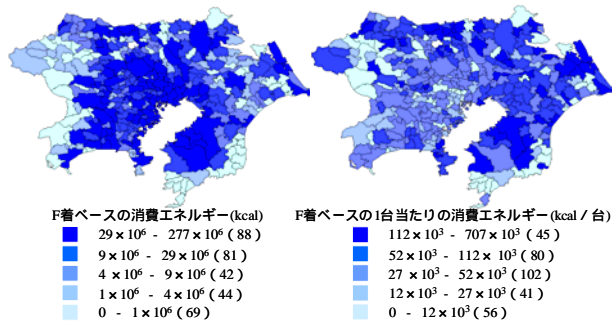 F着ベースの消費エネルギー(kcal)
29×10⁶ - 277×10⁶(88)
9×10⁶ - 29×10⁶(81)
4×10⁶ - 9×10⁶(42)
1×10⁶ - 4×10⁶(44)
0 - 1×10⁶(69)
F着ベースの1台当たりの消費エネルギー(kcal/台)
112×10³ - 707×10³(45)
52×10³ - 112×10³(80)
27×10³ - 52×10³(102)
12×10³ - 27×10³(41)
0 - 12×10³(56)